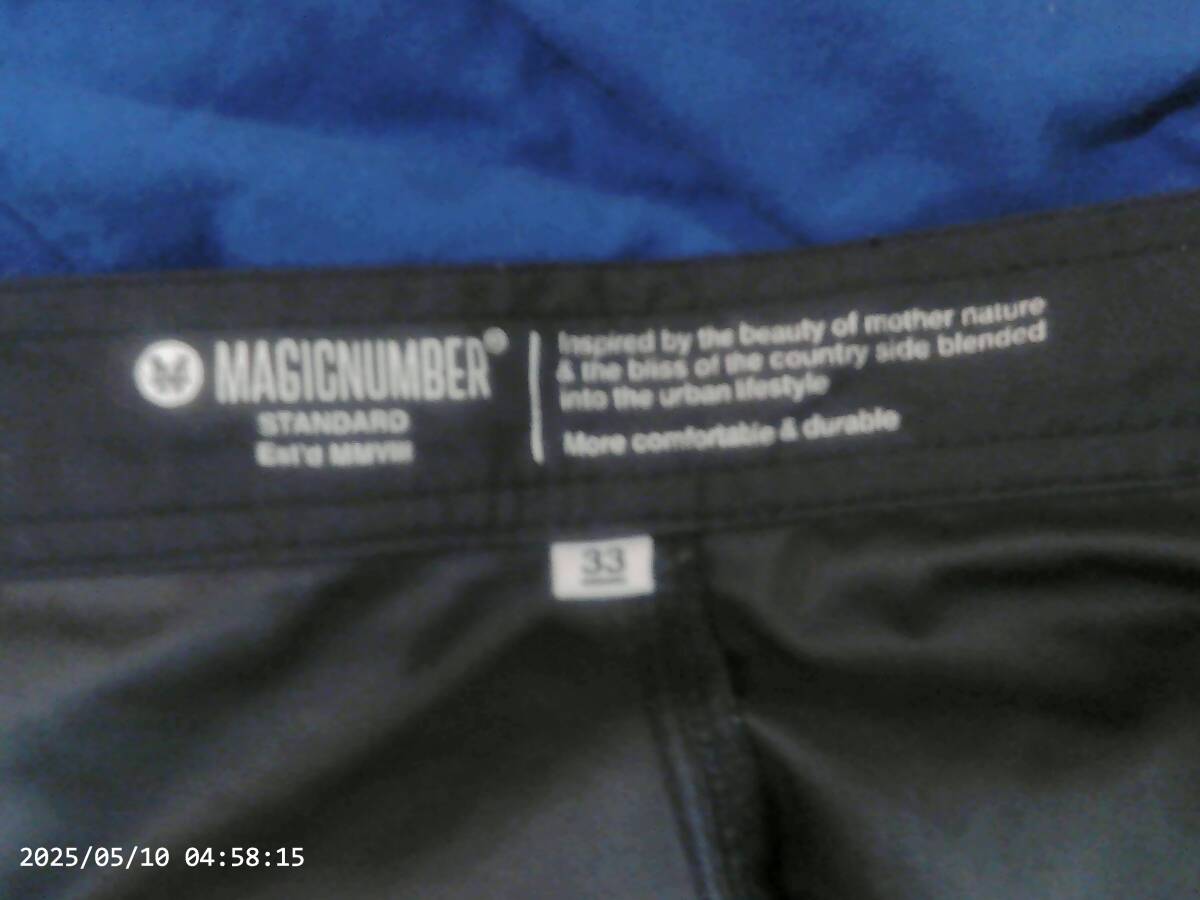 MAGICNUMBER®
STANDARD
Est'd MMVIII
Inspired by the beauty of mother nature
& the bliss of the country side blended
into the urban lifestyle
More comfortable & durable
33
2025/05/10 04:58:15